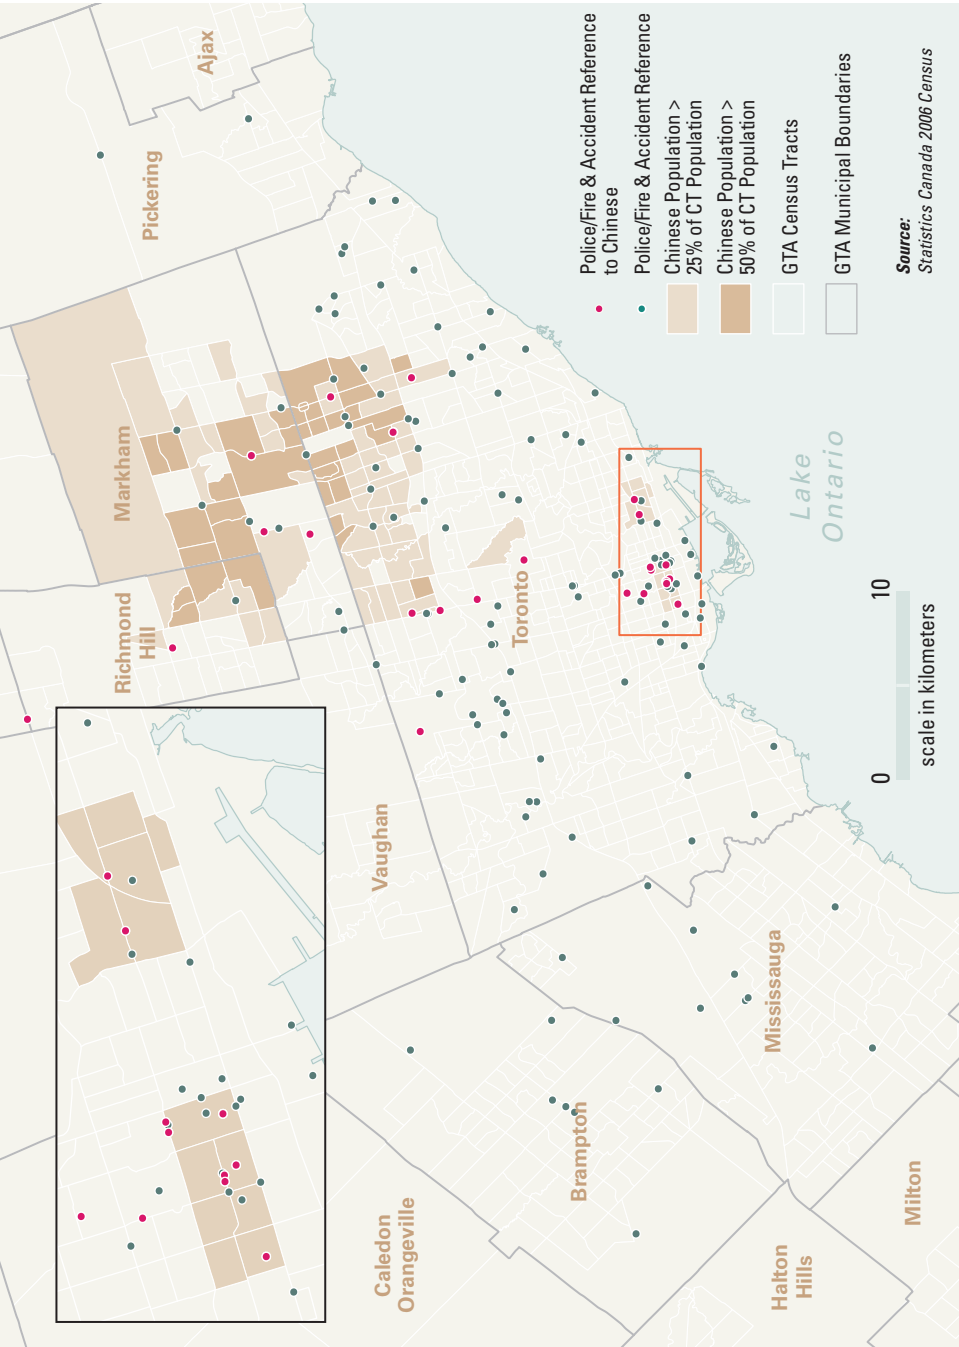 Ajax
Pickering
Markham
Richmond
Hill
Vaughan
Toronto
Caledon
Orangeville
Brampton
Mississauga
Halton
Hills
Milton
Lake
Ontario
Police/Fire & Accident Reference
to Chinese
Police/Fire & Accident Reference
Chinese Population >
25% of CT Population
Chinese Population >
50% of CT Population
GTA Census Tracts
GTA Municipal Boundaries
Source:
Statistics Canada 2006 Census
0 10
scale in kilometers